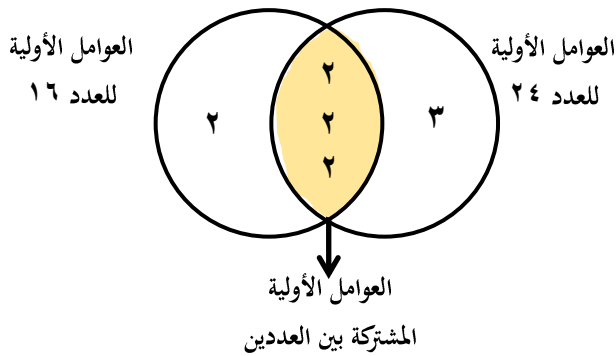 العوامل الأولية
للعدد ٢٤
العوامل الأولية
للعدد ١٦
٣
٢
٢
٢
٢
العوامل الأولية
المشتركة بين العددين